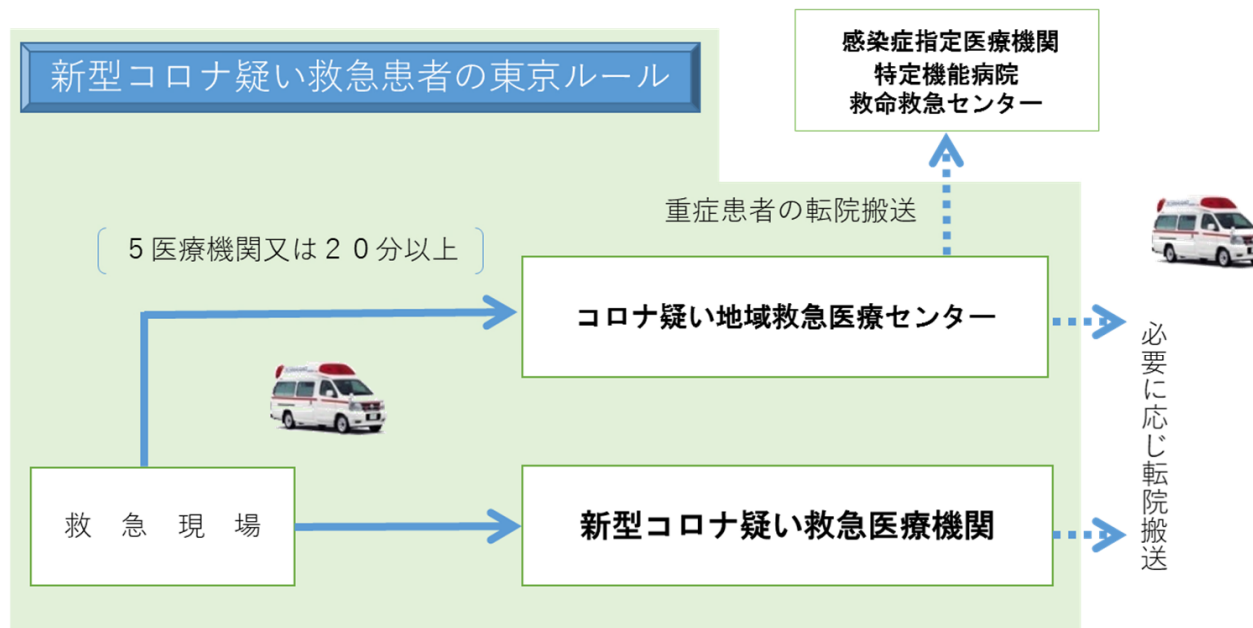 新型コロナ疑い救急患者の東京ルール
感染症指定医療機関
特定機能病院
救命救急センター
重症患者の転院搬送
５医療機関又は２０分以上
コロナ疑い地域救急医療センター
必要に応じ転院搬送
救　急　現　場
新型コロナ疑い救急医療機関